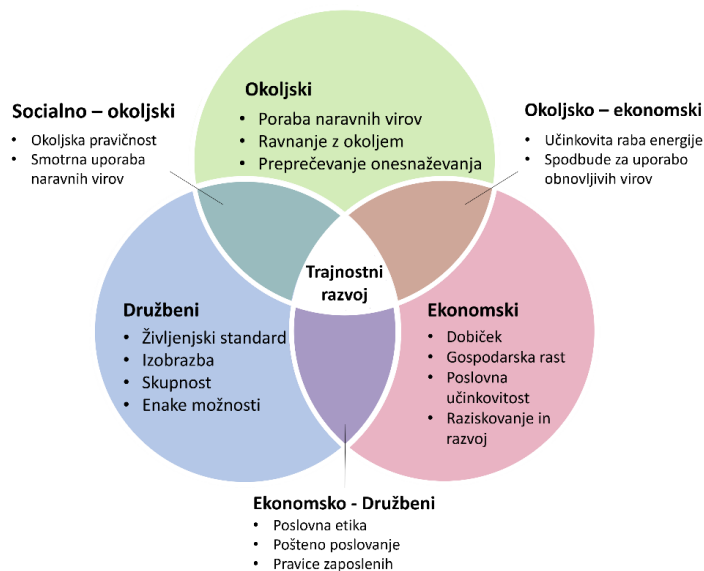 Okoljski
• Poraba naravnih virov
• Ravnanje z okoljem
• Preprečevanje onesnaževanja
Socialno – okoljski
• Okoljska pravičnost
• Smotrna uporaba
naravnih virov
Okoljsko – ekonomski
• Učinkovita raba energije
• Spodbude za uporabo
obnovljivih virov
Trajnostni
razvoj
Družbeni
• Življenjski standard
• Izobrazba
• Skupnost
• Enake možnosti
Ekonomski
• Dobiček
• Gospodarska rast
• Poslovna
učinkovitost
• Raziskovanje in
razvoj
Ekonomsko - Družbeni
• Poslovna etika
• Pošteno poslovanje
• Pravice zaposlenih